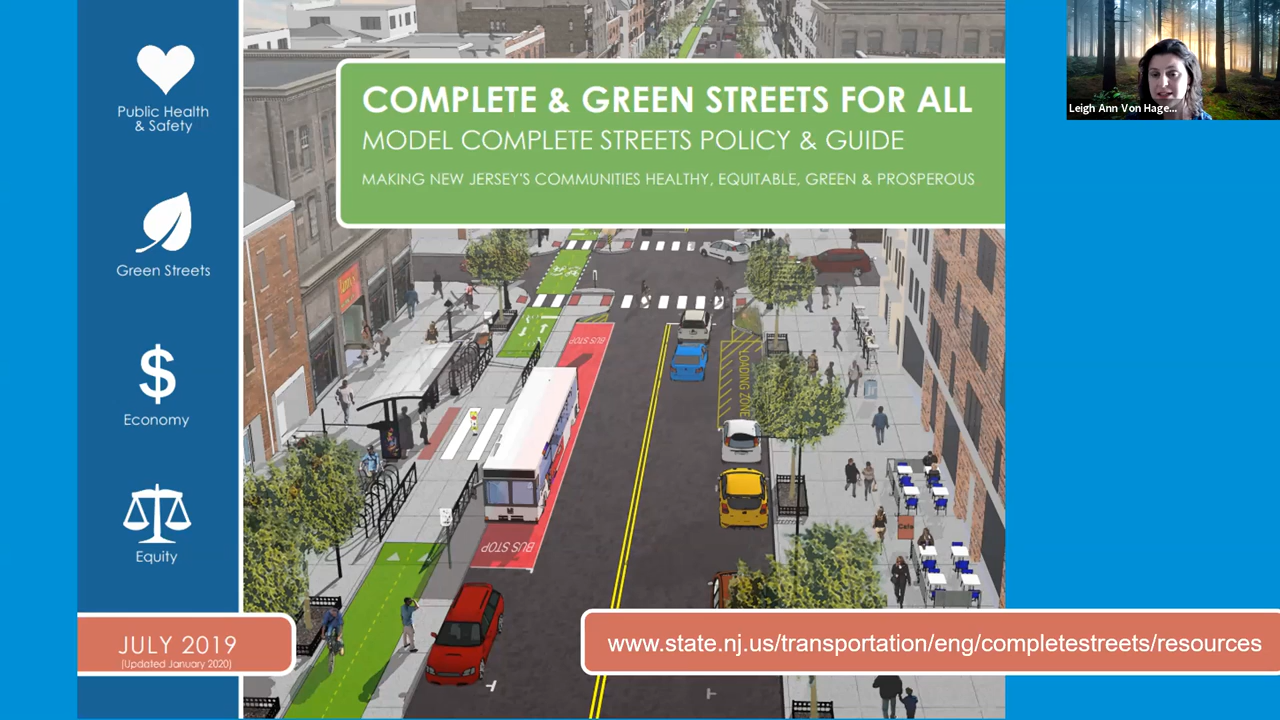 Public Health
& Safety
Green Streets
Economy
Equity
COMPLETE & GREEN STREETS FOR ALL
MODEL COMPLETE STREETS POLICY & GUIDE
MAKING NEW JERSEY'S COMMUNITIES HEALTHY, EQUITABLE, GREEN & PROSPEROUS
Leigh Ann Von Hage...
BUS STOP
LOADING ZONE
Cafe
BUS STOP
JULY 2019
(Updated January 2020)
www.state.nj.us/transportation/eng/completestreets/resources